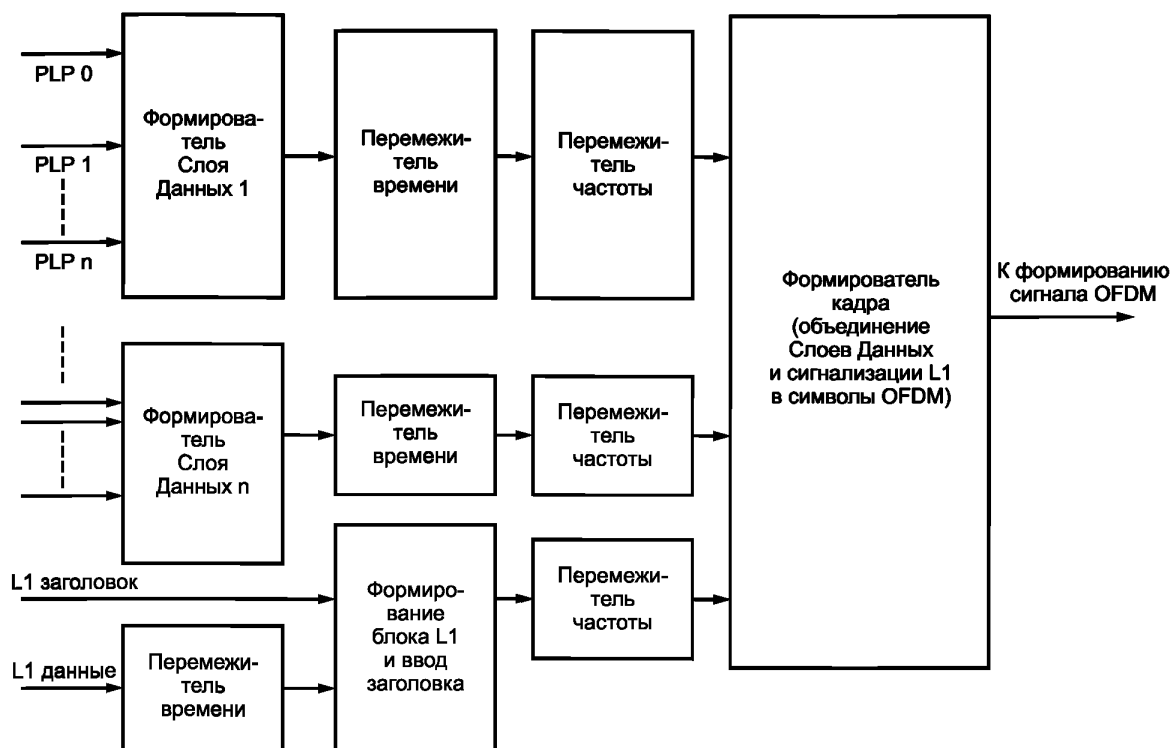 PLP 0
PLP 1
PLP n
Формирова-
тель
Слоя
Данных 1
Перемежи-
тель
времени
Перемежи-
тель
частоты
Формирователь
кадра
(объединение
Слоев Данных
и сигнализации L1
в символы OFDM)
К формированию
сигнала OFDM
Формирова-
тель
Слоя
Данных n
Перемежи-
тель
времени
Перемежи-
тель
частоты
L1 заголовок
L1 данные
Перемежи-
тель
времени
Формиро-
вание
блока L1
и ввод
заголовка
Перемежи-
тель
частоты